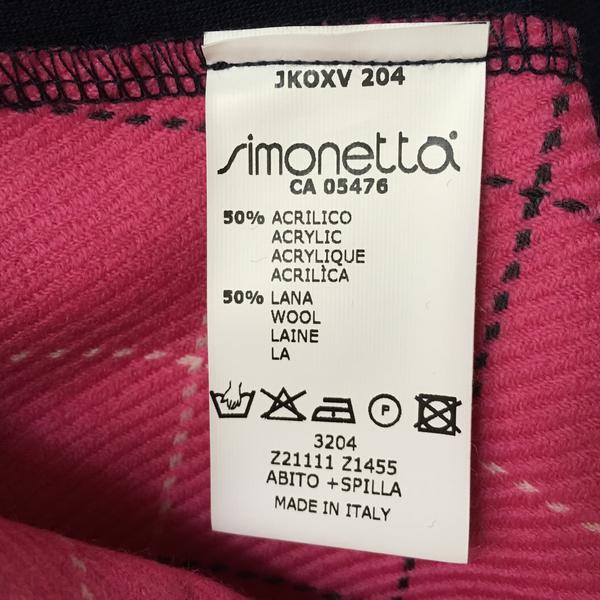 JKOXV 204
simonetta
CA 05476
50% ACRILICO
ACRYLIC
ACRYLIQUE
ACRILÌCA
50% LANA
WOOL
LAINE
LA
P
3204
Z21111 Z1455
ABITO +SPILLA
MADE IN ITALY